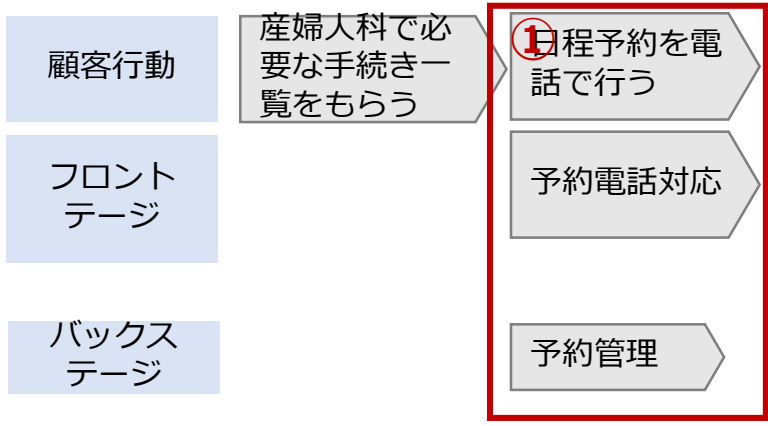 顧客行動
産婦人科で必
要な手続き一
覧をもらう
①
日程予約を電
話で行う
フロント
テージ
予約電話対応
バックス
テージ
予約管理